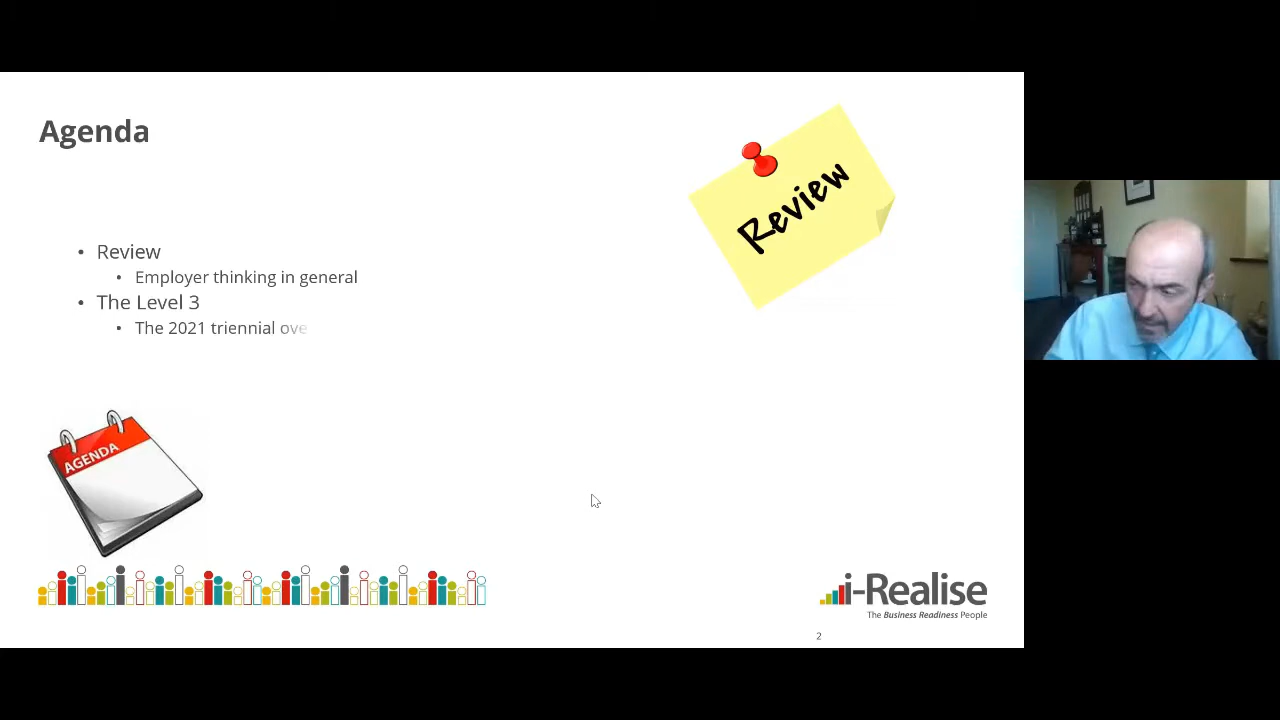 Agenda
Review
• Review
• Employer thinking in general
• The Level 3
• The 2021 triennial ove
AGENDA
i-Realise
The Business Readiness People
2